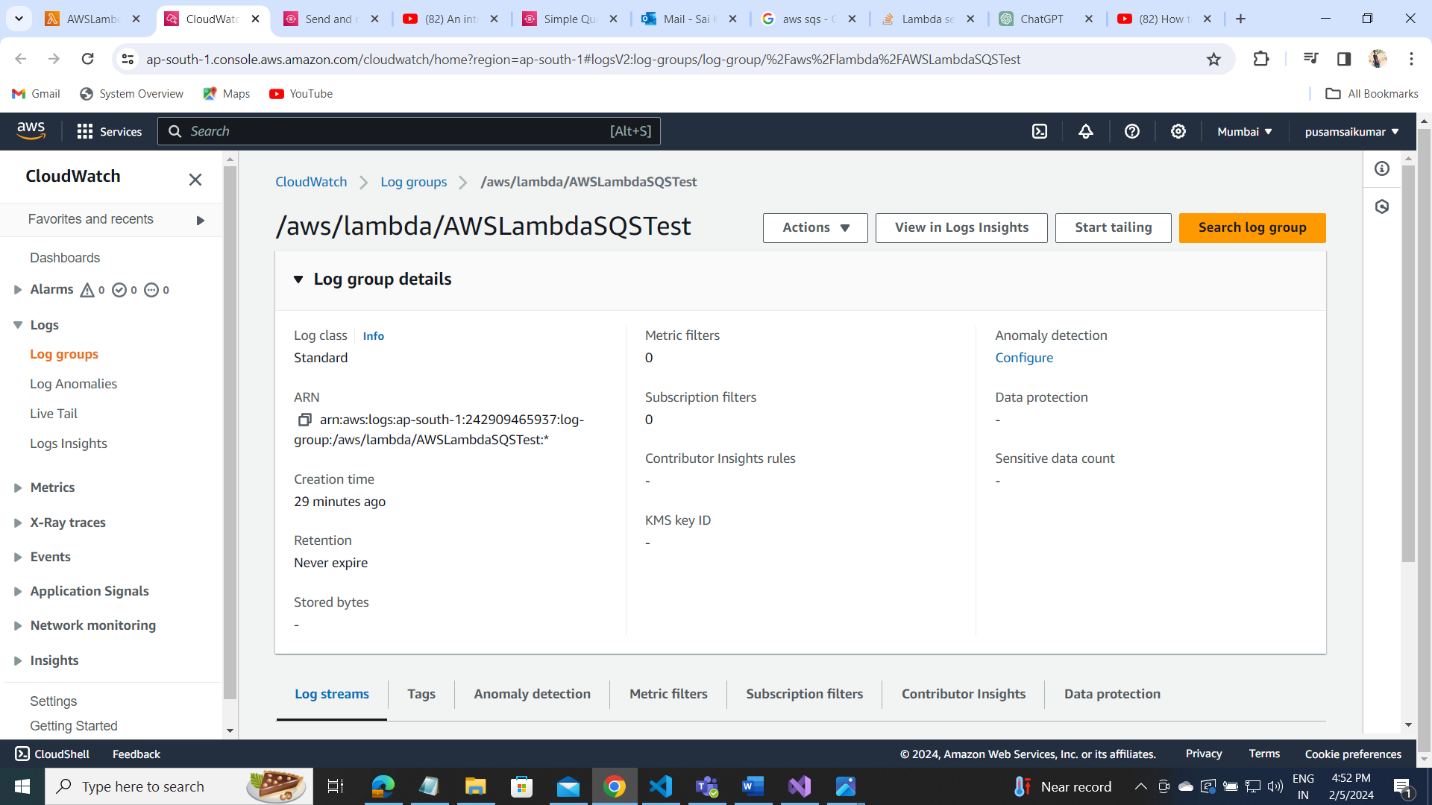 AWSLamb
CloudWatc
Send and r
(82) An int
Simple Qu
Mail - Sai
aws sqs -
Lambda se
ChatGPT
(82) How t
ap-south-1.console.aws.amazon.com/cloudwatch/home?region=ap-south-1#logsV2:log-groups/log-group/%2Faws%2Flambda%2FAWSLambdaSQSTest
Gmail
System Overview
Maps
YouTube
All Bookmarks
aws
Services
Search
[Alt+S]
Mumbai
pusamsaikumar
CloudWatch
Favorites and recents
Dashboards
Alarms 0 0 0
Logs
Log groups
Log Anomalies
Live Tail
Logs Insights
Metrics
X-Ray traces
Events
Application Signals
Network monitoring
Insights
Settings
Getting Started
CloudWatch
Log groups
/aws/lambda/AWSLambdaSQSTest
/aws/lambda/AWSLambdaSQSTest
Actions
View in Logs Insights
Start tailing
Search log group
Log group details
Log class
Info
Standard
ARN
arn:aws:logs:ap-south-1:242909465937:log-
group:/aws/lambda/AWSLambdaSQSTest:*
Creation time
29 minutes ago
Retention
Never expire
Stored bytes
-
Metric filters
0
Subscription filters
0
Contributor Insights rules
-
KMS key ID
-
Anomaly detection
Configure
Data protection
-
Sensitive data count
-
Log streams
Tags
Anomaly detection
Metric filters
Subscription filters
Contributor Insights
Data protection
CloudShell
Feedback
© 2024, Amazon Web Services, Inc. or its affiliates.
Privacy
Terms
Cookie preferences
Type here to search
Near record
ENG
IN
4:52 PM
2/5/2024
1